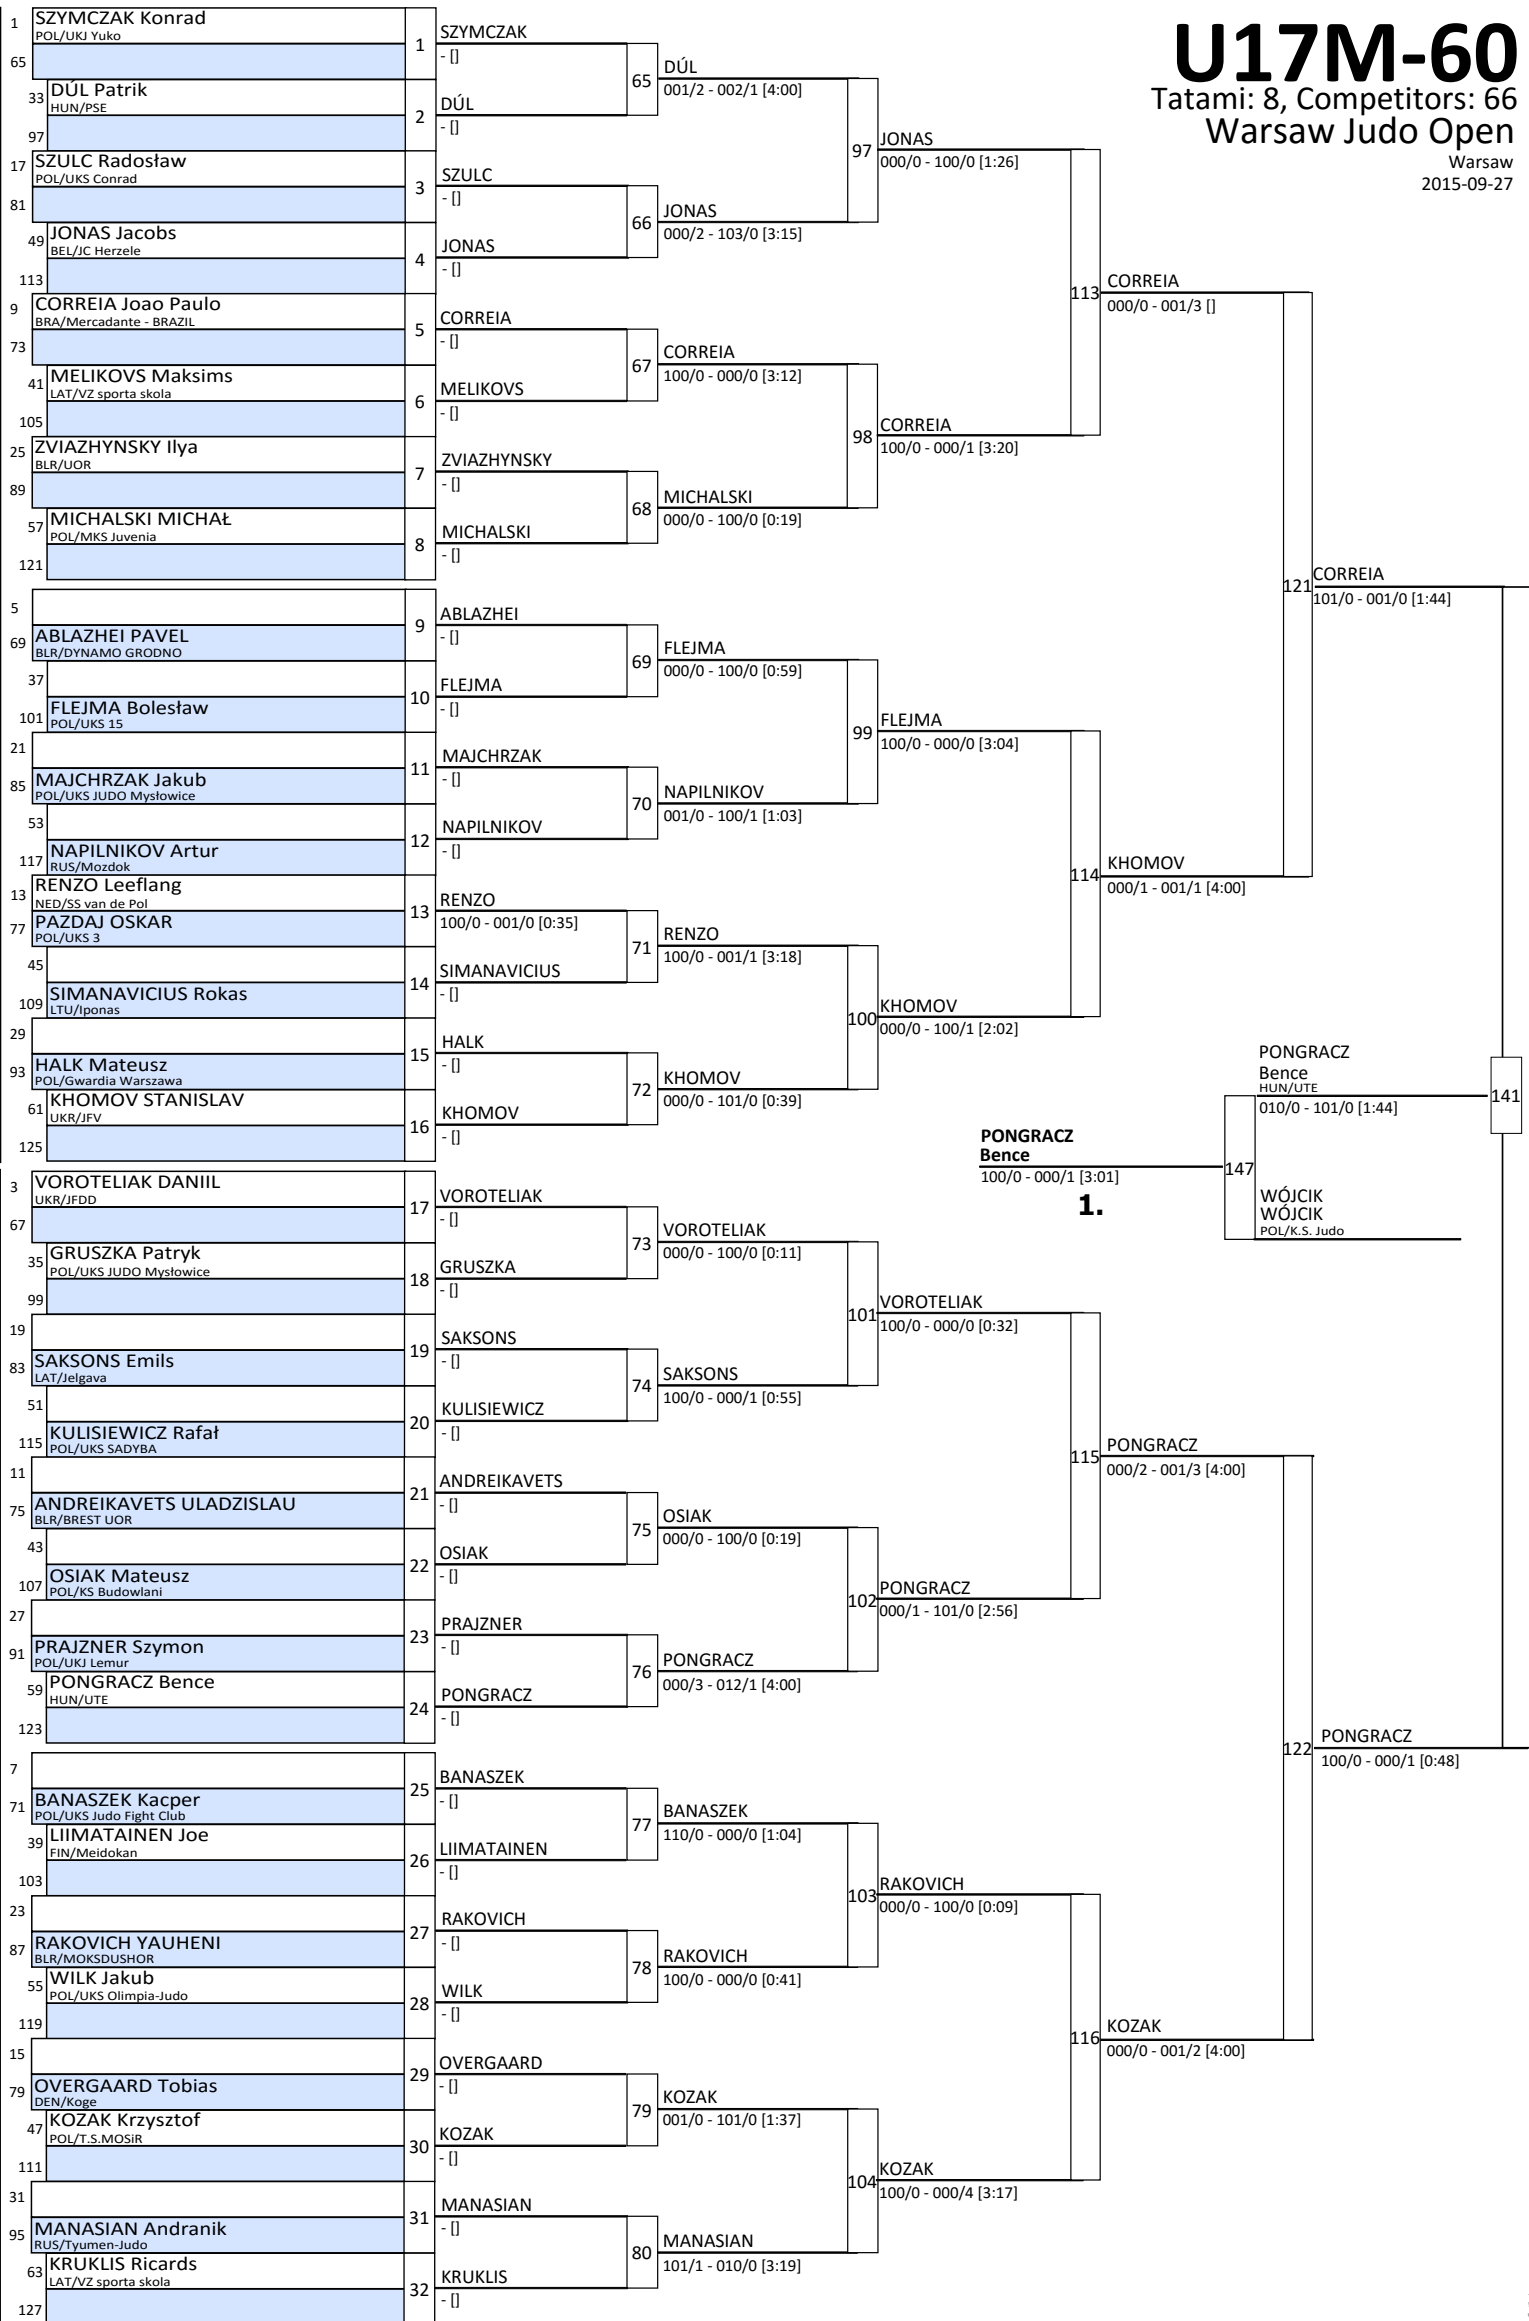 U17M-60
Tatami: 8, Competitors: 66
Warsaw Judo Open
Warsaw
2015-09-27
1 SZYMCZAK Konrad
POL/UKJ Yuko
65
1
33 DÚL Patrik
HUN/PSE
97
2
17 SZULC Radosław
POL/UKS Conrad
81
3
49 JONAS Jacobs
BEL/JC Herzele
113
4
9 CORREIA Joao Paulo
BRA/Mercadante - BRAZIL
73
5
41 MELIKOVS Maksims
LAT/VZ sporta skola
105
6
25 ZVIAZHYNSKY Ilya
BLR/UOR
89
7
57 MICHALSKI MICHAŁ
POL/MKS Juvenia
121
8
5
69 ABLAZHEI PAVEL
BLR/DYNAMO GRODNO
9
37
101 FLEJMA Bolesław
POL/UKS 15
10
21
85 MAJCHRZAK Jakub
POL/UKS JUDO Mysłowice
11
53
117 NAPILNIKOV Artur
RUS/Mozdok
12
13 RENZO Leeflang
NED/SS van de Pol
77 PAZDAJ OSKAR
POL/UKS 3
13
45
109 SIMANAVICIUS Rokas
LTU/Iponas
14
29
93 HALK Mateusz
POL/Gwardia Warszawa
15
61 KHOMOV STANISLAV
UKR/JFV
125
16
3 VOROTELIAK DANIIL
UKR/JFDD
67
17
35 GRUSZKA Patryk
POL/UKS JUDO Mysłowice
99
18
19
83 SAKSONS Emils
LAT/Jelgava
19
51
115 KULISIEWICZ Rafał
POL/UKS SADYBA
20
11
75 ANDREIKAVETS ULADZISLAU
BLR/BREST UOR
21
43
107 OSIAK Mateusz
POL/KS Budowlani
22
27
91 PRAJZNER Szymon
POL/UKJ Lemur
23
59 PONGRACZ Bence
HUN/UTE
123
24
7
71 BANASZEK Kacper
POL/UKS Judo Fight Club
25
39 LIIMATAINEN Joe
FIN/Meidokan
103
26
23
87 RAKOVICH YAUHENI
BLR/MOKSDUSHOR
27
55 WILK Jakub
POL/UKS Olimpia-Judo
119
28
15
79 OVERGAARD Tobias
DEN/Koge
29
47 KOZAK Krzysztof
POL/T.S.MOSiR
111
30
31
95 MANASIAN Andranik
RUS/Tyumen-Judo
31
63 KRUKLIS Ricards
LAT/VZ sporta skola
127
32
SZYMCZAK
- []
DÚL
- []
65
SZULC
- []
JONAS
- []
66
CORREIA
- []
MELIKOVS
- []
67
ZVIAZHYNSKY
- []
MICHALSKI
- []
68
ABLAZHEI
- []
FLEJMA
- []
69
MAJCHRZAK
- []
NAPILNIKOV
- []
70
RENZO
100/0 - 001/0 [0:35]
SIMANAVICIUS
- []
71
HALK
- []
KHOMOV
- []
72
VOROTELIAK
- []
GRUSZKA
- []
73
SAKSONS
- []
KULISIEWICZ
- []
74
ANDREIKAVETS
- []
OSIAK
- []
75
PRAJZNER
- []
PONGRACZ
- []
76
BANASZEK
- []
LIIMATAINEN
- []
77
RAKOVICH
- []
WILK
- []
78
OVERGAARD
- []
KOZAK
- []
79
MANASIAN
- []
KRUKLIS
- []
80
DÚL
001/2 - 002/1 [4:00]
JONAS
000/2 - 103/0 [3:15]
97
CORREIA
100/0 - 000/0 [3:12]
MICHALSKI
000/0 - 100/0 [0:19]
98
FLEJMA
000/0 - 100/0 [0:59]
NAPILNIKOV
001/0 - 100/1 [1:03]
99
RENZO
100/0 - 001/1 [3:18]
KHOMOV
000/0 - 101/0 [0:39]
100
VOROTELIAK
000/0 - 100/0 [0:11]
SAKSONS
100/0 - 000/1 [0:55]
101
OSIAK
000/0 - 100/0 [0:19]
PONGRACZ
000/3 - 012/1 [4:00]
102
BANASZEK
110/0 - 000/0 [1:04]
RAKOVICH
100/0 - 000/0 [0:41]
103
KOZAK
001/0 - 101/0 [1:37]
MANASIAN
101/1 - 010/0 [3:19]
104
JONAS
000/0 - 100/0 [1:26]
CORREIA
100/0 - 000/1 [3:20]
113
FLEJMA
100/0 - 000/0 [3:04]
KHOMOV
000/0 - 100/1 [2:02]
114
VOROTELIAK
100/0 - 000/0 [0:32]
PONGRACZ
000/1 - 101/0 [2:56]
115
RAKOVICH
000/0 - 100/0 [0:09]
KOZAK
100/0 - 000/4 [3:17]
116
CORREIA
000/0 - 001/3 []
KHOMOV
000/1 - 001/1 [4:00]
121
PONGRACZ
000/2 - 001/3 [4:00]
KOZAK
000/0 - 001/2 [4:00]
122
CORREIA
101/0 - 001/0 [1:44]
PONGRACZ
100/0 - 000/1 [0:48]
141
PONGRACZ
Bence
HUN/UTE
010/0 - 101/0 [1:44]
147
WÓJCIK
WÓJCIK
POL/K.S. Judo
PONGRACZ
Bence
100/0 - 000/1 [3:01]
1.